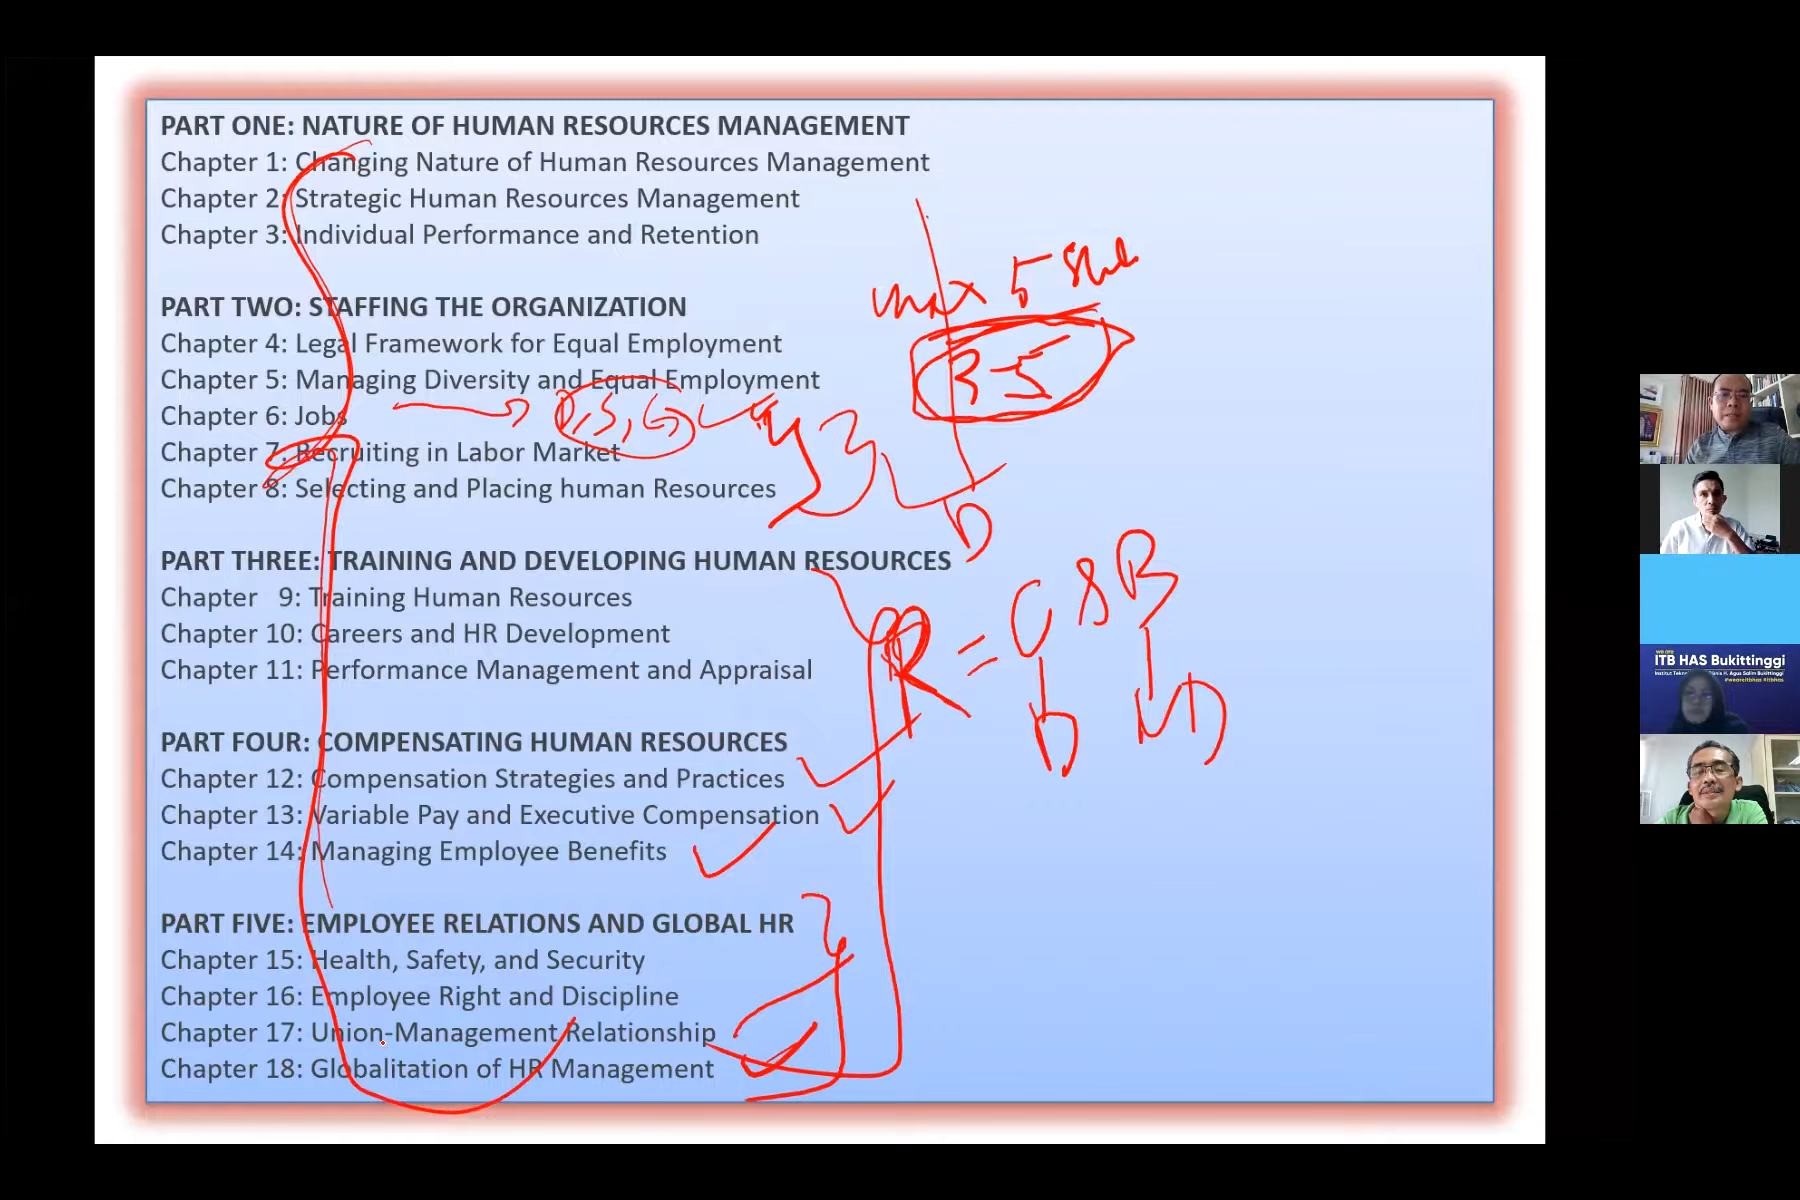 PART ONE: NATURE OF HUMAN RESOURCES MANAGEMENT
Chapter 1: Changing Nature of Human Resources Management
Chapter 2: Strategic Human Resources Management
Chapter 3: Individual Performance and Retention
PART TWO: STAFFING THE ORGANIZATION
Chapter 4: Legal Framework for Equal Employment
Chapter 5: Managing Diversity and Equal Employment
Chapter 6: Jobs
Chapter 7: Recruiting in Labor Market
Chapter 8: Selecting and Placing human Resources
PART THREE: TRAINING AND DEVELOPING HUMAN RESOURCES
Chapter 9: Training Human Resources
Chapter 10: Careers and HR Development
Chapter 11: Performance Management and Appraisal
PART FOUR: COMPENSATING HUMAN RESOURCES
Chapter 12: Compensation Strategies and Practices
Chapter 13: Variable Pay and Executive Compensation
Chapter 14: Managing Employee Benefits
PART FIVE: EMPLOYEE RELATIONS AND GLOBAL HR
Chapter 15: Health, Safety, and Security
Chapter 16: Employee Right and Discipline
Chapter 17: Union-Management Relationship
Chapter 18: Globalitation of HR Management
max 5
3-5
D
R = C & B
D
ND
we are
ITB HAS Bukittinggi
#weareitbhas #itbhas